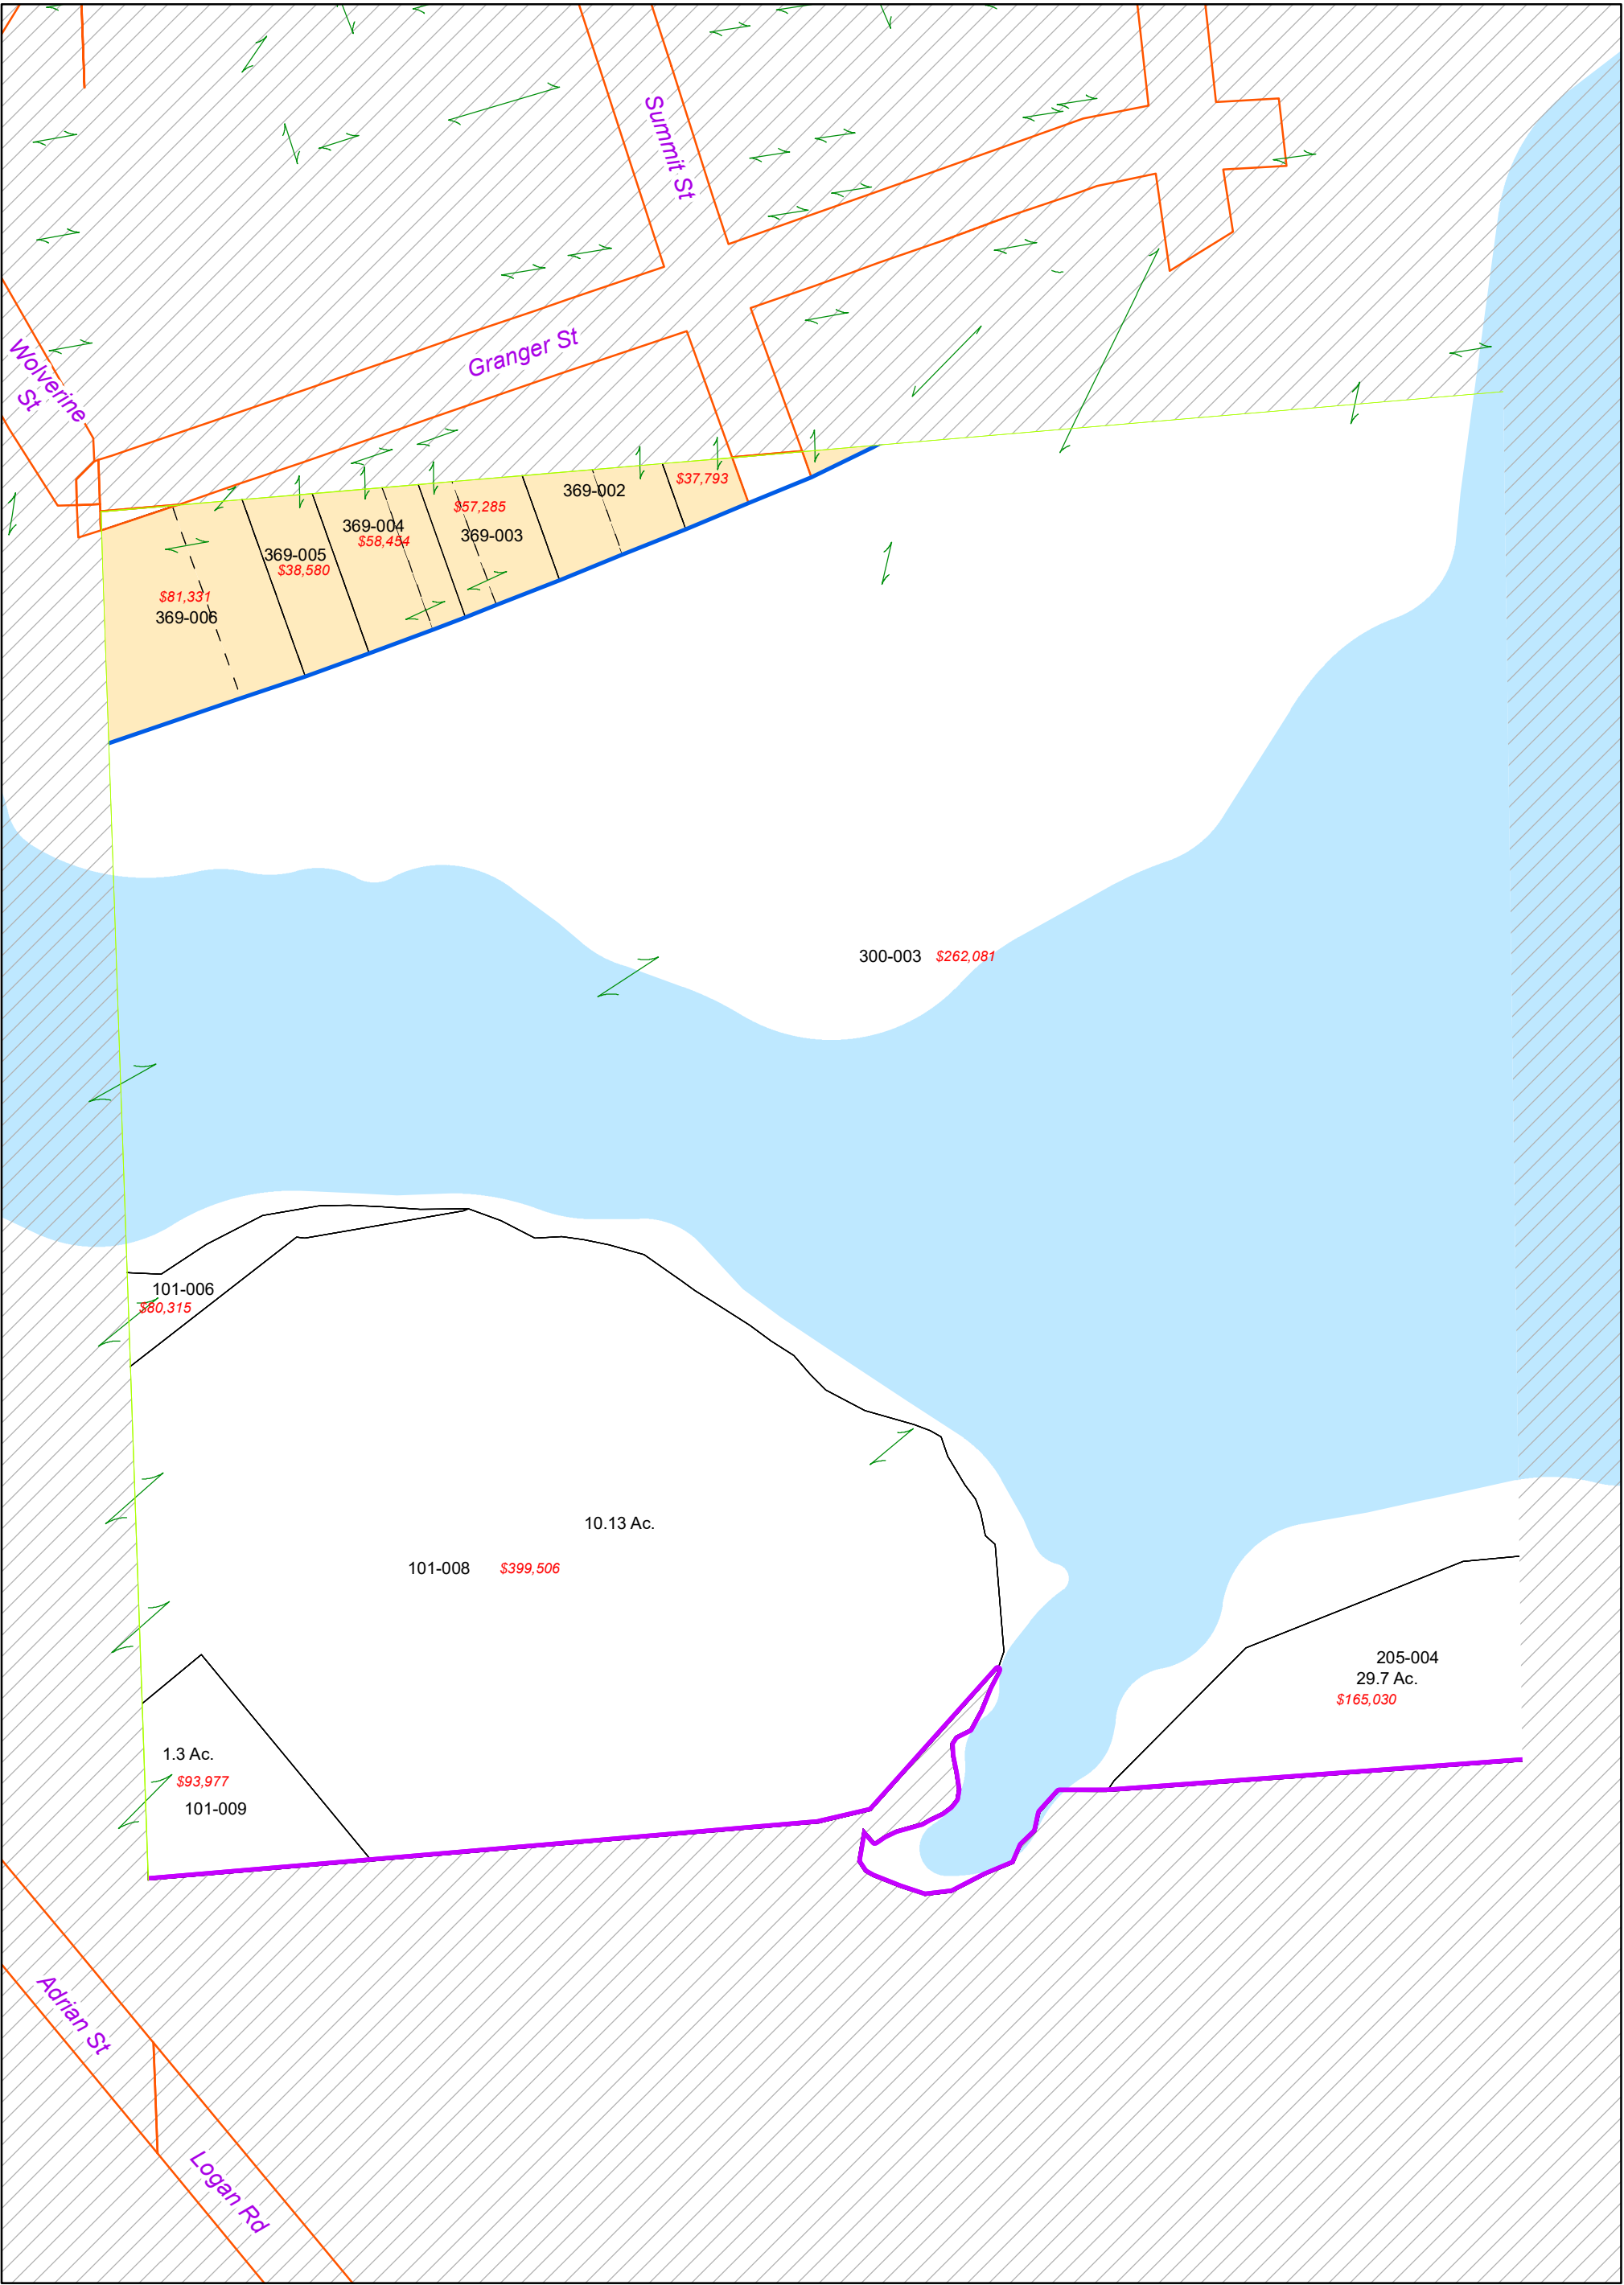 Summit St
Granger St
Wolverine
St
$37,793
369-002
$57,285
369-003
369-004
$58,454
369-005
$38,580
$81,331
369-006
300-003 $262,081
101-006
$80,315
10.13 Ac.
101-008 $399,506
205-004
29.7 Ac.
$165,030
1.3 Ac.
$93,977
101-009
Adrian St
Logan Rd